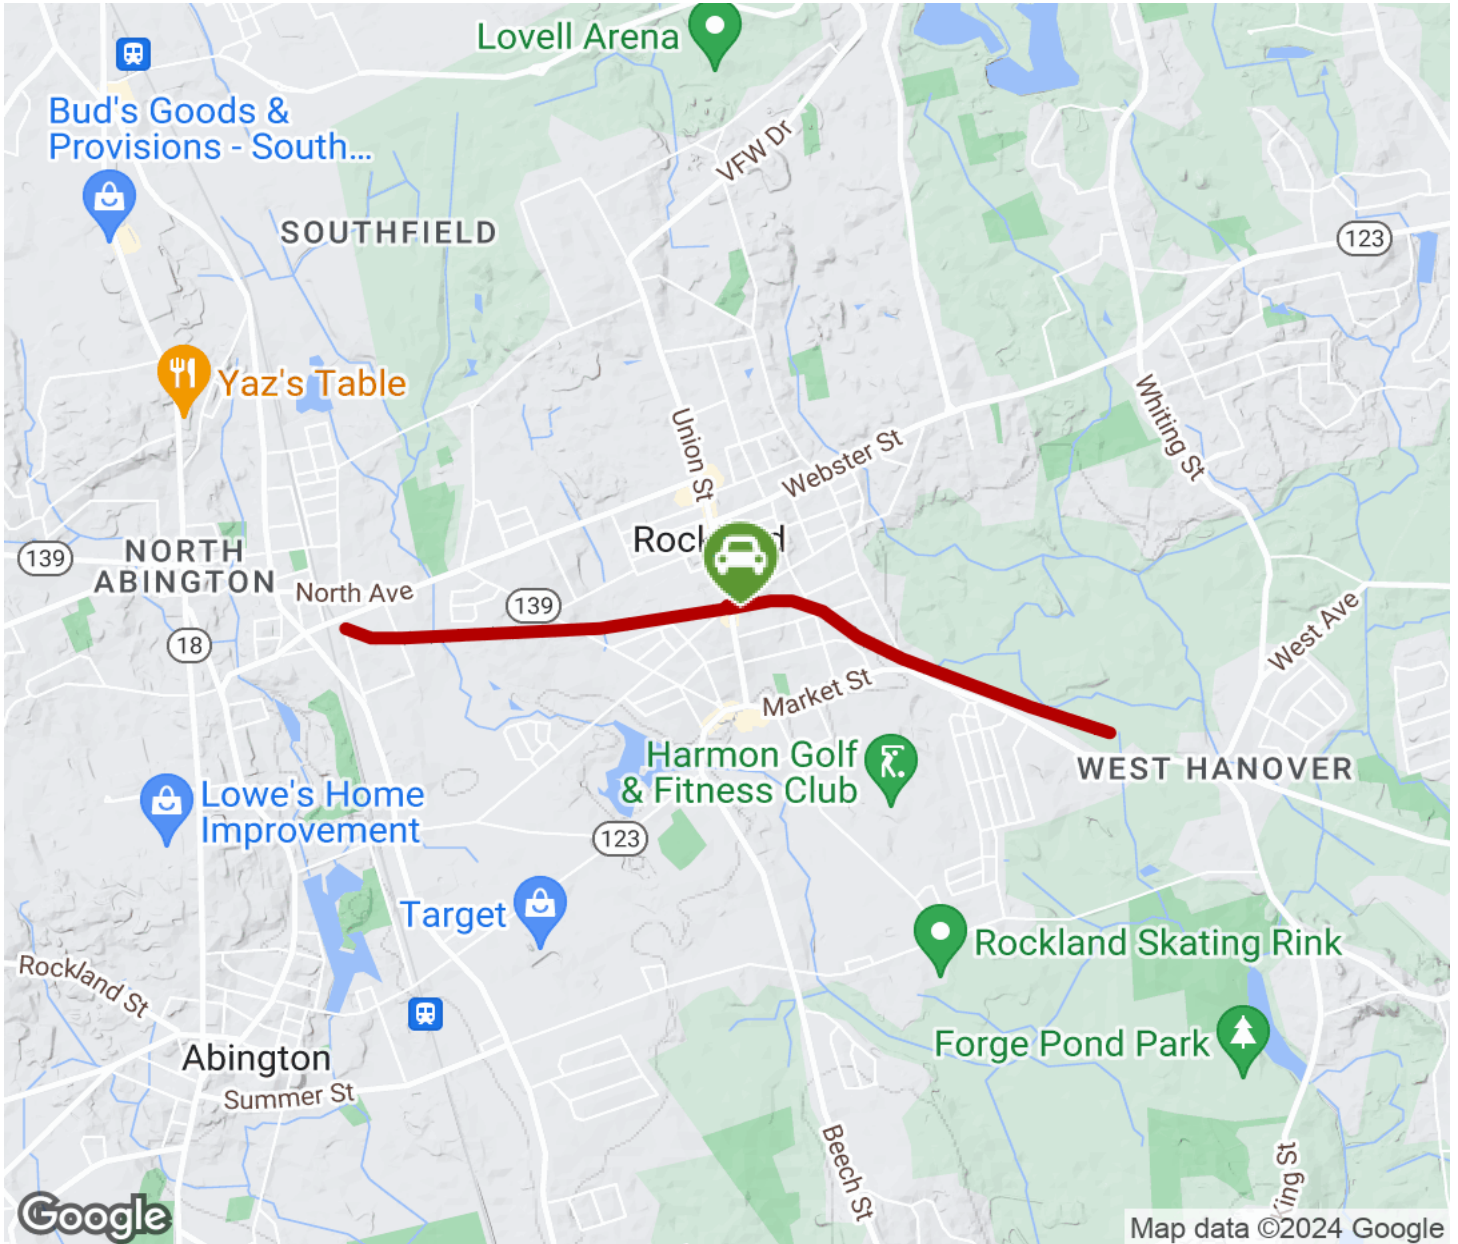 Lovell Arena
Bud's Goods &
Provisions - South...
VFW Dr
SOUTHFIELD
123
Yaz's Table
Whiting St
Union St
Webster St
139
NORTH
ABINGTON
North Ave
139
18
West Ave
Market St
Harmon Golf
& Fitness Club
WEST HANOVER
Lowe's Home
Improvement
123
Target
Rockland Skating Rink
Rockland St
Forge Pond Park
Abington
Summer St
Beech St
King St
Google
Map data ©2024 Google